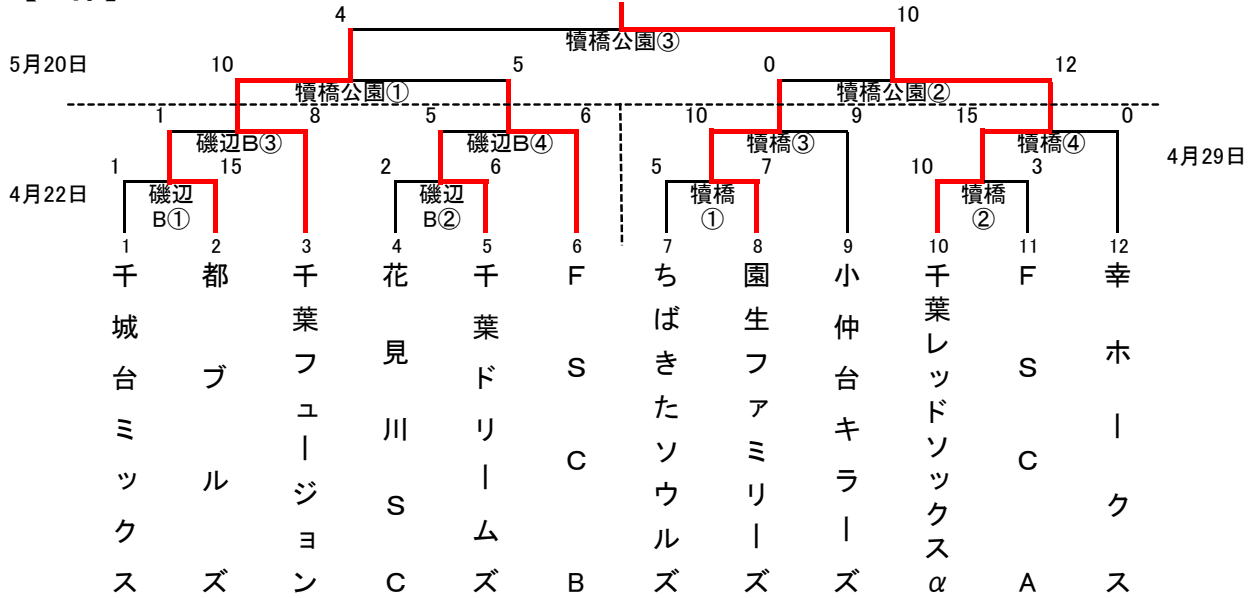 4 10
犢橋公園③
5月20日 10 5 0 12
犢橋公園① 犢橋公園②
1 8 5 6 10 9 15 0
磯辺B③ 磯辺B④ 犢橋③ 犢橋④
4月29日
1 15 2 6 5 7 10 3
4月22日
磯辺 磯辺 犢橋 犢橋
B① B② ① ②
1 2 3 4 5 6 7 8 9 10 11 12
千城台ミックス
都ブルズ
千葉フュージョン
花見川SC
千葉ドリームズ
FSCB
ちばきたソウルズ
園生ファミリーズ
小仲台キラーズ
千葉レッドソックスα
FSCA
幸ホークス